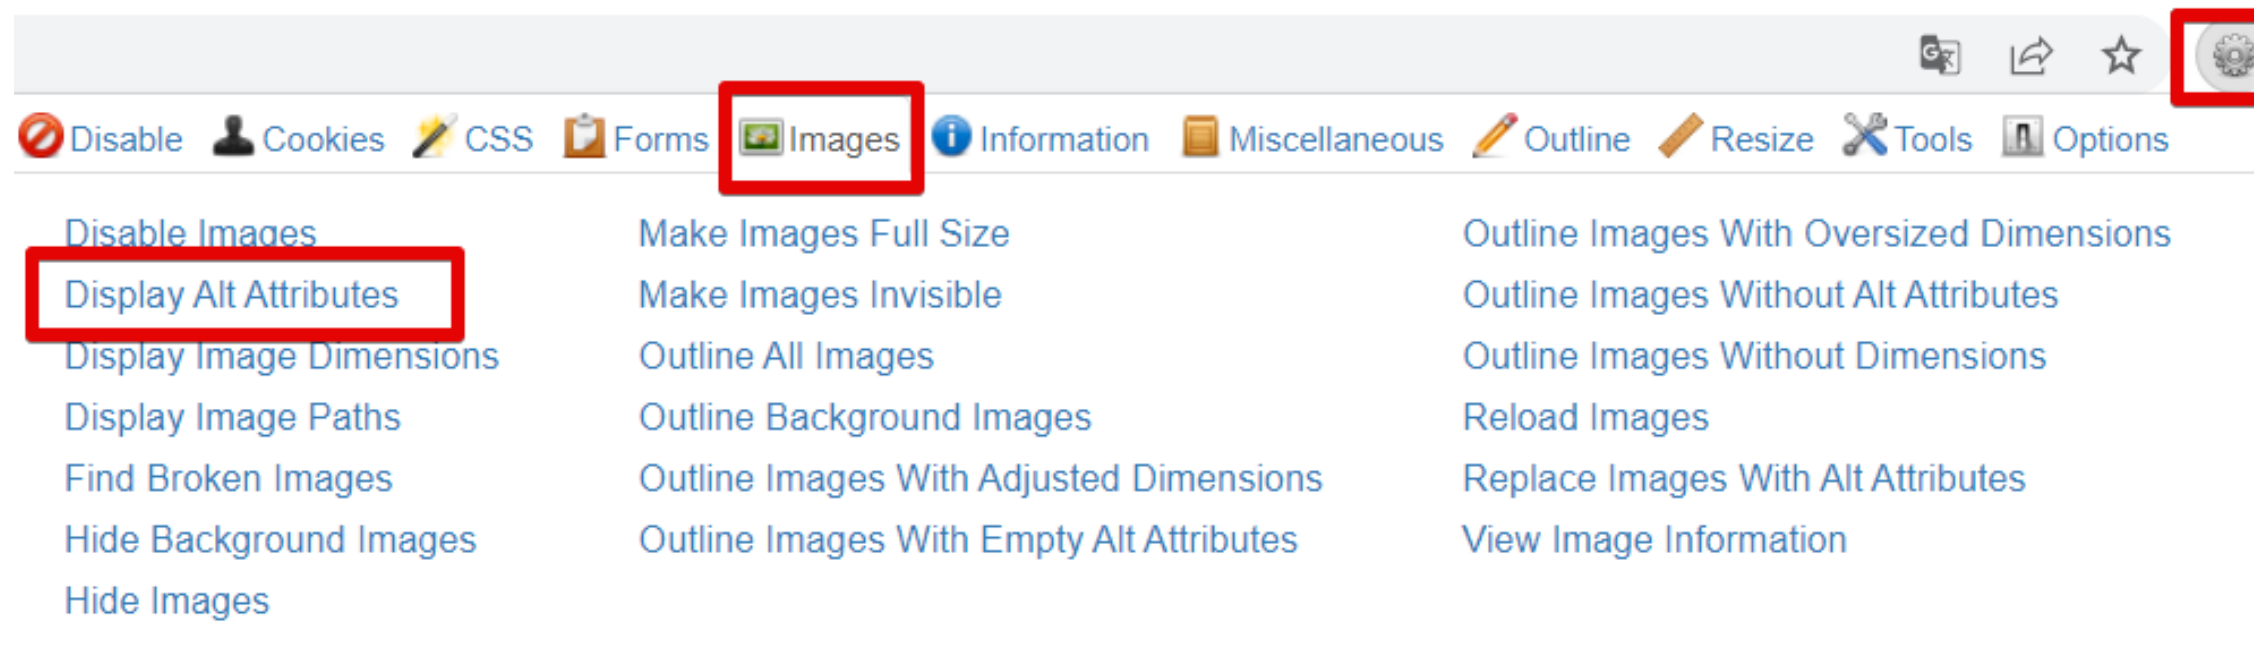 Disable Cookies CSS Forms Images Information Miscellaneous Outline Resize Tools Options
Disable Images
Display Alt Attributes
Display Image Dimensions
Display Image Paths
Find Broken Images
Hide Background Images
Hide Images
Make Images Full Size
Make Images Invisible
Outline All Images
Outline Background Images
Outline Images With Adjusted Dimensions
Outline Images With Empty Alt Attributes
Outline Images With Oversized Dimensions
Outline Images Without Alt Attributes
Outline Images Without Dimensions
Reload Images
Replace Images With Alt Attributes
View Image Information